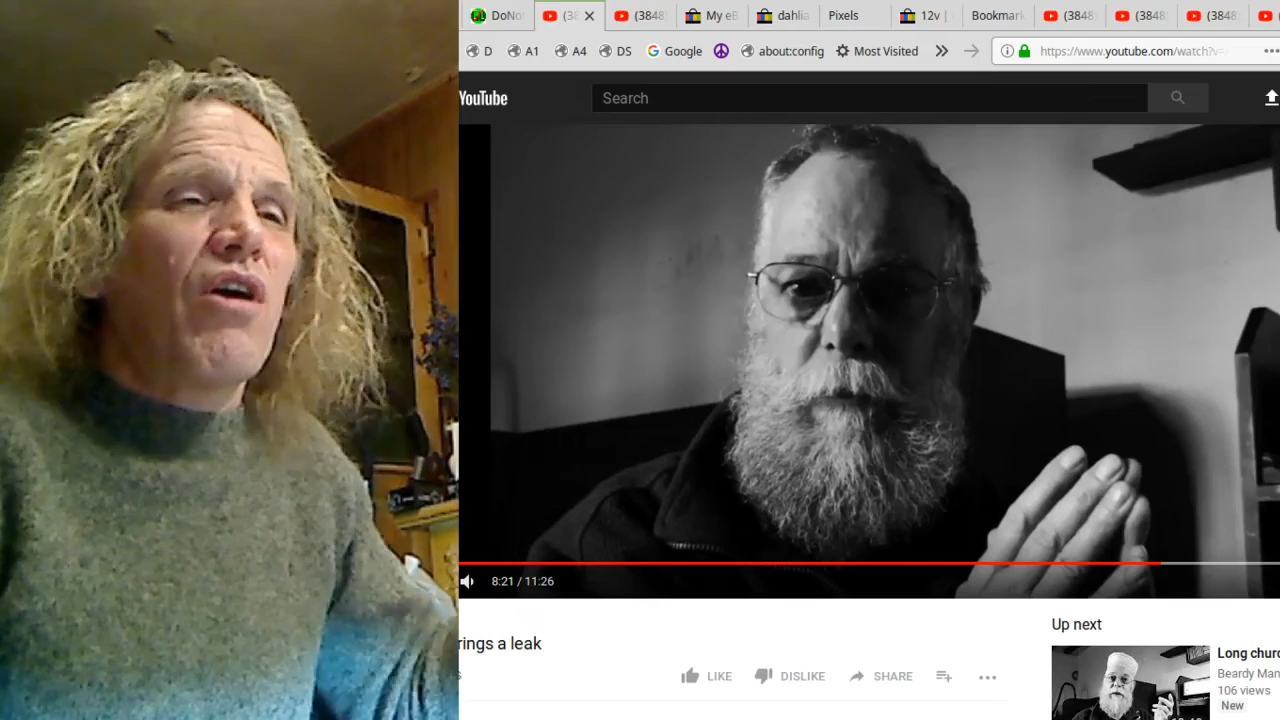 DoNo (38 (3848 My eB dahlia Pixels 12v | Bookmark (3848 (3848 (3848
D A1 A4 DS Google about:config Most Visited » https://www.youtube.com/watch?v=
YouTube Search
8:21 / 11:26
rings a leak
LIKE DISLIKE SHARE
Up next
Long churc
Beardy Man
106 views
New